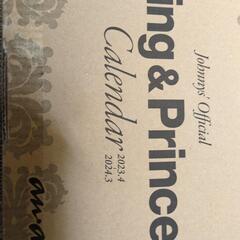 Johnnys' Official
ing & Prince
Calendar 2023.4
2024.3